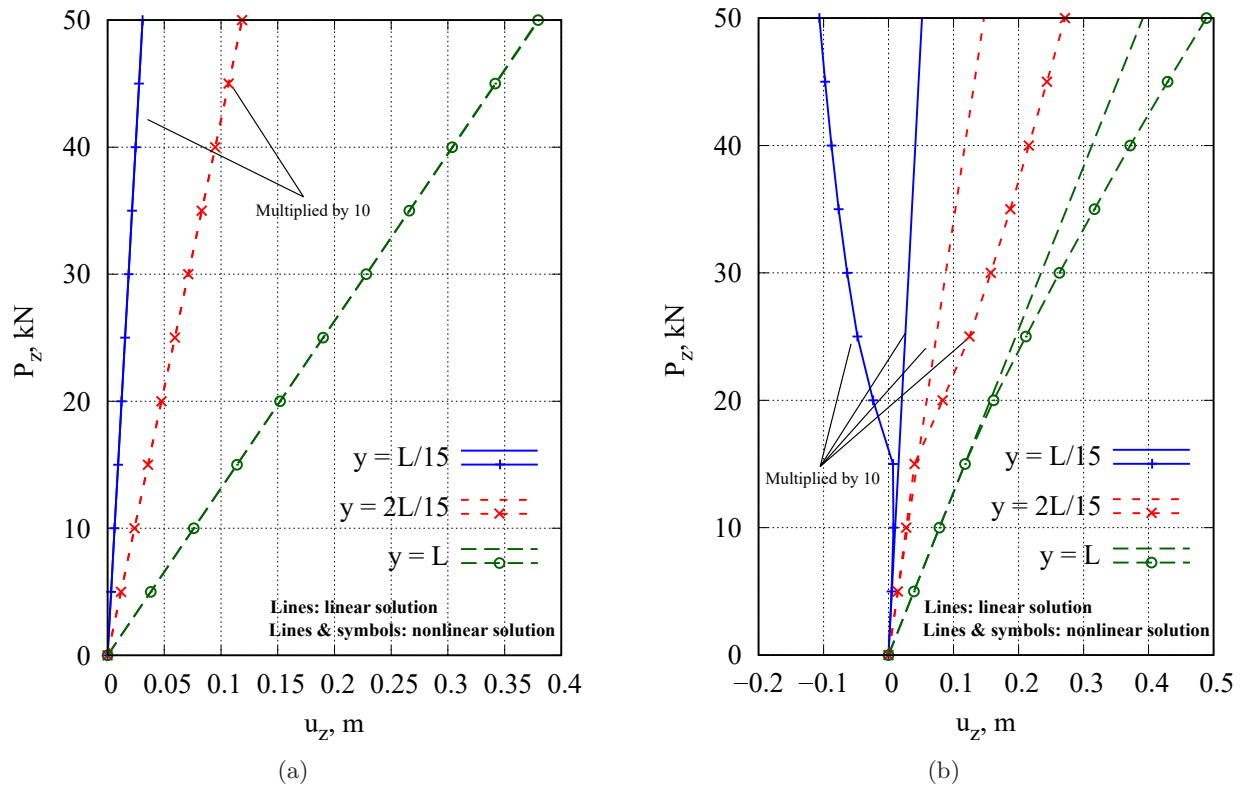 50
40
30
20
10
0
P_z, kN
Multiplied by 10
y = L/15
y = 2L/15
y = L
Lines: linear solution
Lines & symbols: nonlinear solution
0 0.05 0.1 0.15 0.2 0.25 0.3 0.35 0.4
u_z, m
(a)
50
40
30
20
10
0
P_z, kN
Multiplied by 10
y = L/15
y = 2L/15
y = L
Lines: linear solution
Lines & symbols: nonlinear solution
−0.2 −0.1 0 0.1 0.2 0.3 0.4 0.5
u_z, m
(b)